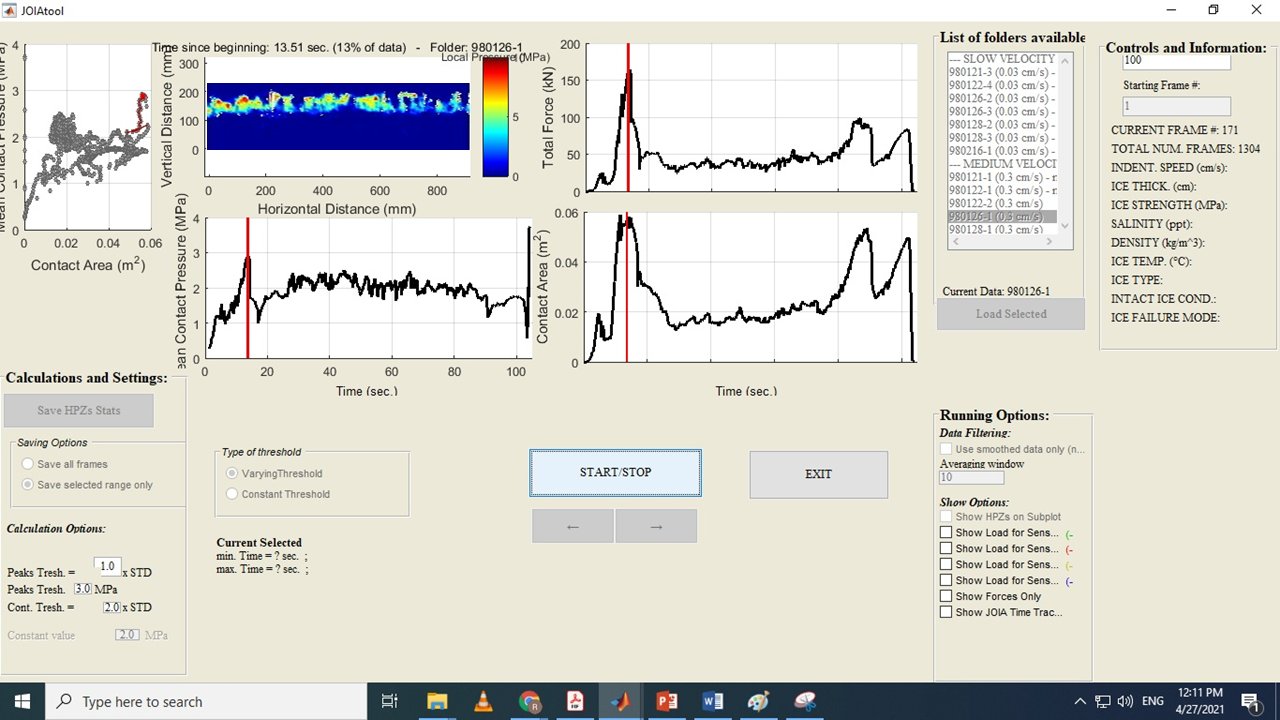 JOIAtool
Time since beginning: 13.51 sec. (13% of data) - Folder: 980126-1
Local Pressure (MPa)
4
3
2
1
0
0
0.02
0.04
0.06
Mean Contact Pressure (MPa)
Contact Area (m²)
Vertical Distance (mm)
300
200
100
0
0
200
400
600
800
Horizontal Distance (mm)
5
0
Total Force (kN)
200
150
100
50
0
ean Contact Pressure (MPa)
4
3
2
1
0
0
20
40
60
80
100
Time (sec.)
Contact Area (m²)
0.06
0.04
0.02
0
Time (sec.)
List of folders available
--- SLOW VELOCITY
980121-3 (0.03 cm/s) -
980122-4 (0.03 cm/s) -
980126-2 (0.03 cm/s) -
980126-3 (0.03 cm/s) -
980128-2 (0.03 cm/s) -
980128-3 (0.03 cm/s) -
980216-1 (0.03 cm/s) -
--- MEDIUM VELOCIT
980121-1 (0.3 cm/s) - r
980122-1 (0.3 cm/s) - r
980122-2 (0.3 cm/s)
980126-1 (0.3 cm/s)
980128-1 (0.3 cm/s)
Current Data: 980126-1
Load Selected
Controls and Information:
100
Starting Frame #:
1
CURRENT FRAME #: 171
TOTAL NUM. FRAMES: 1304
INDENT. SPEED (cm/s):
ICE THICK. (cm):
ICE STRENGTH (MPa):
SALINITY (ppt):
DENSITY (kg/m^3):
ICE TEMP. (°C):
ICE TYPE:
INTACT ICE COND.:
ICE FAILURE MODE:
Calculations and Settings:
Save HPZs Stats
Saving Options
Save all frames
Save selected range only
Calculation Options:
Peaks Tresh. = 1.0 x STD
Peaks Tresh. 3.0 MPa
Cont. Tresh. = 2.0 x STD
Constant value 2.0 MPa
Type of threshold
VaryingThreshold
Constant Threshold
Current Selected
min. Time = ? sec. ;
max. Time = ? sec. ;
START/STOP
EXIT
←
→
Running Options:
Data Filtering:
Use smoothed data only (n...
Averaging window
10
Show Options:
Show HPZs on Subplot
Show Load for Sens... (-
Show Load for Sens... (-
Show Load for Sens... (-
Show Load for Sens... (-
Show Forces Only
Show JOIA Time Trac...
Type here to search
ENG
12:11 PM
4/27/2021
1